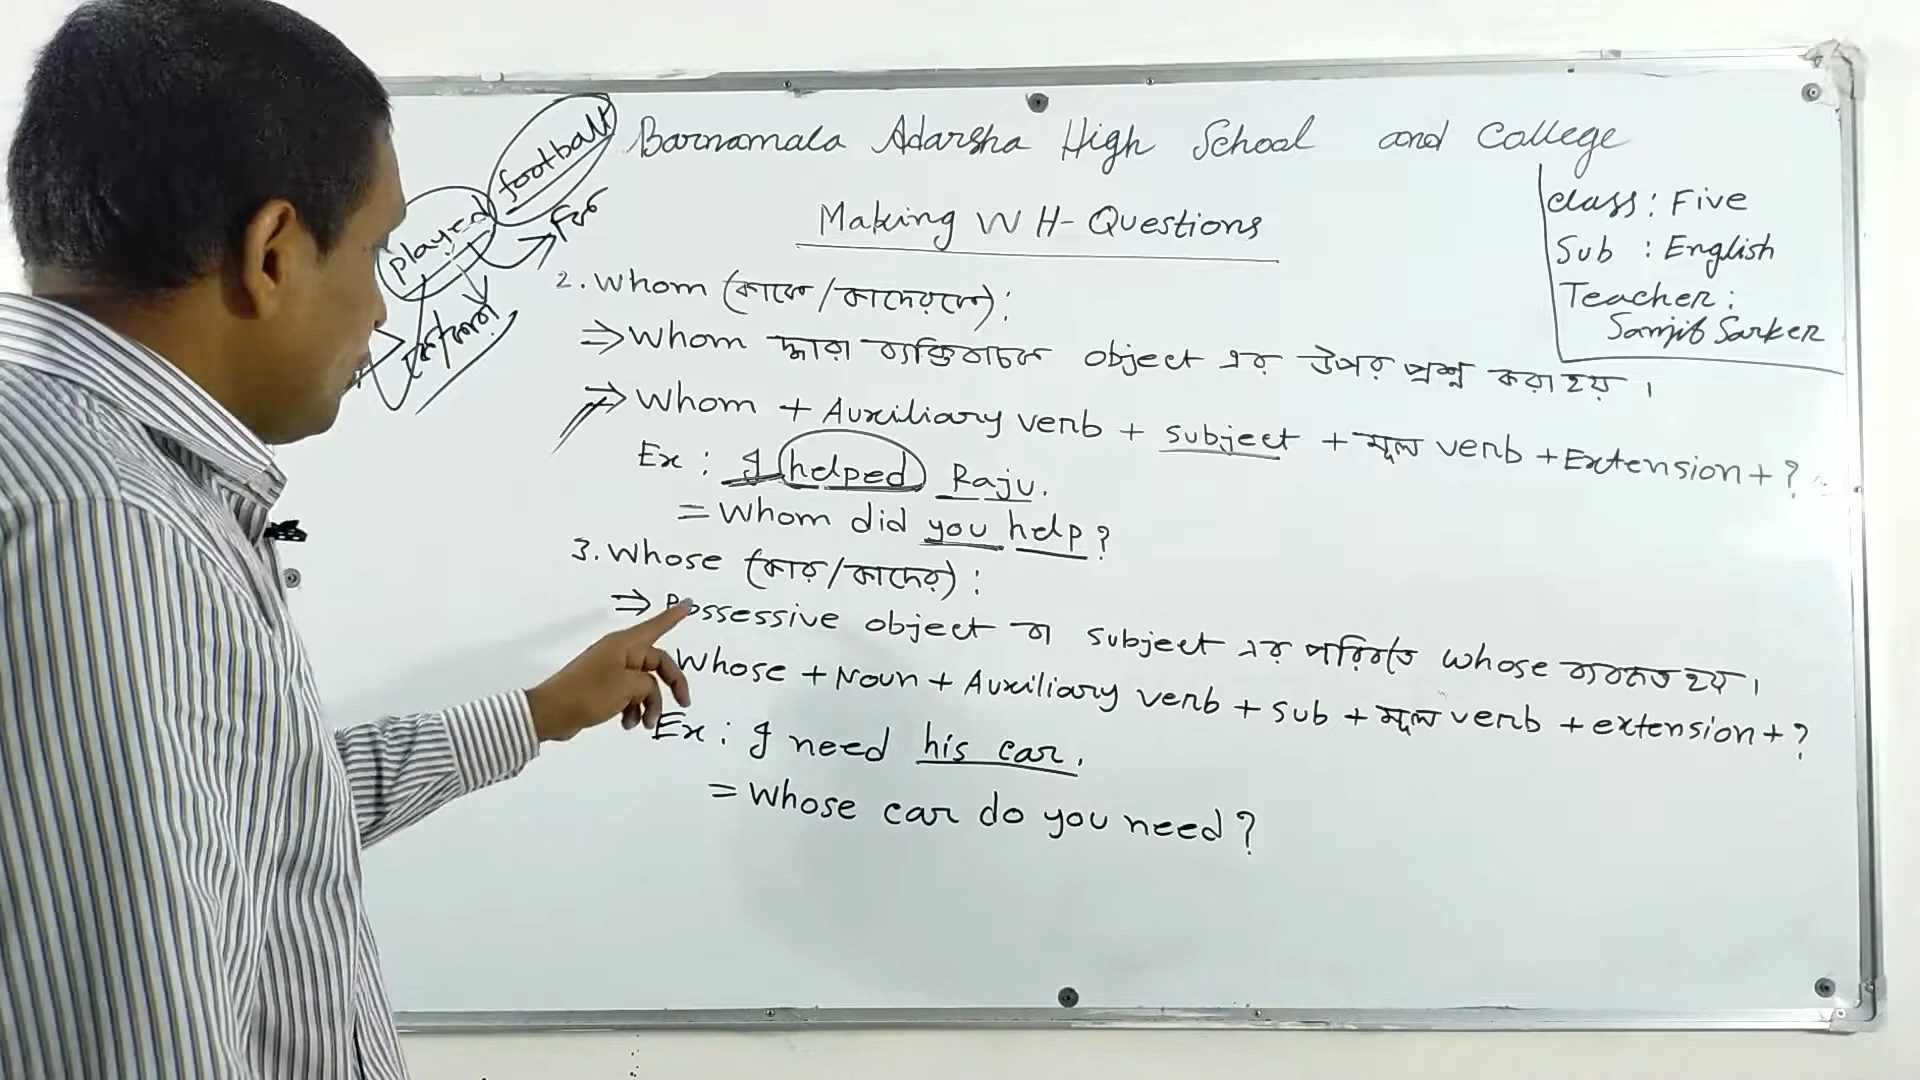 Barnamala Adarsha High School and College
Making WH-Questions
class: Five
Sub : English
Teacher:
Sanjib Sarker
played football
2. Whom (কাকে/কাদেরকে):
⇒ Whom দ্বারা ব্যক্তিবাচক object এর উপর প্রশ্ন করা হয়।
⇒ Whom + Auxiliary verb + subject + মূল verb + Extension + ?
Ex : I helped Raju.
= Whom did you help?
3. Whose (কার/কাদের):
⇒ Possessive object বা subject এর পরিবর্তে whose ব্যবহৃত হয়।
Whose + Noun + Auxiliary verb + sub + মূল verb + extension + ?
Ex : I need his car.
= Whose car do you need?